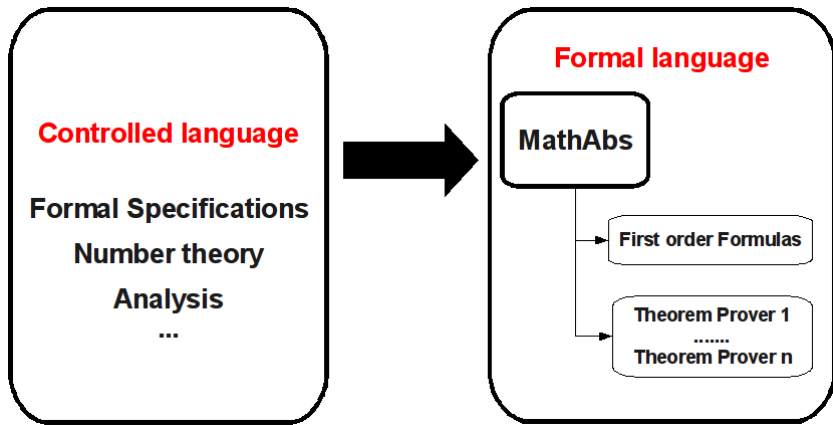 Controlled language
Formal Specifications
Number theory
Analysis
...
Formal language
MathAbs
First order Formulas
Theorem Prover 1
.......
Theorem Prover n